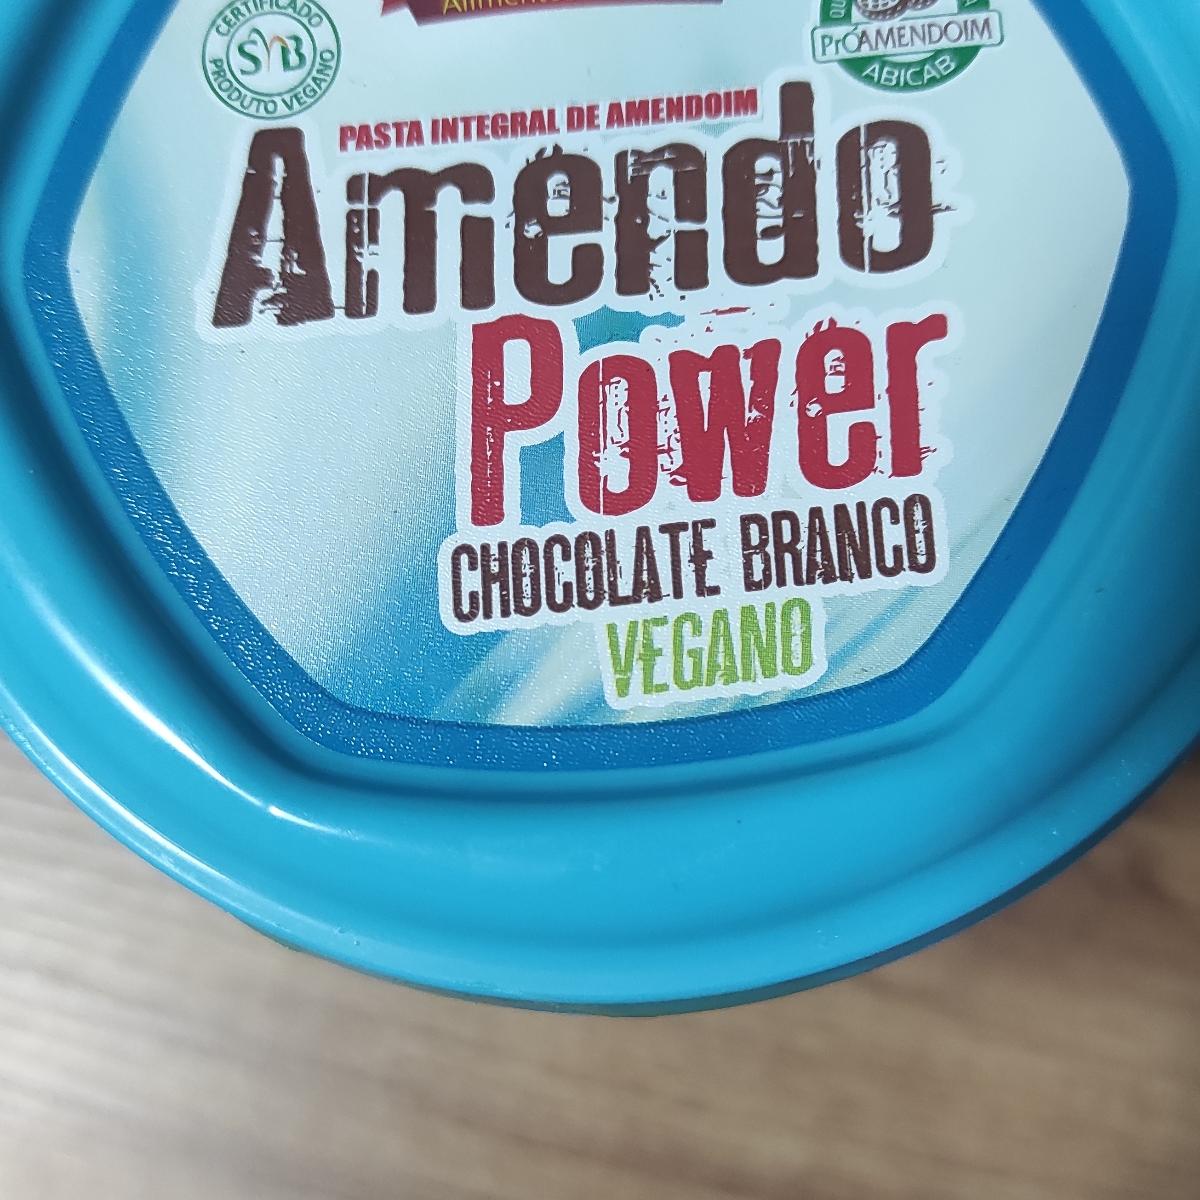 CERTIFICADO
SVB
PRODUTO VEGANO
PróAMENDOIM
ABICAB
PASTA INTEGRAL DE AMENDOIM
Amendo
Power
CHOCOLATE BRANCO
VEGANO